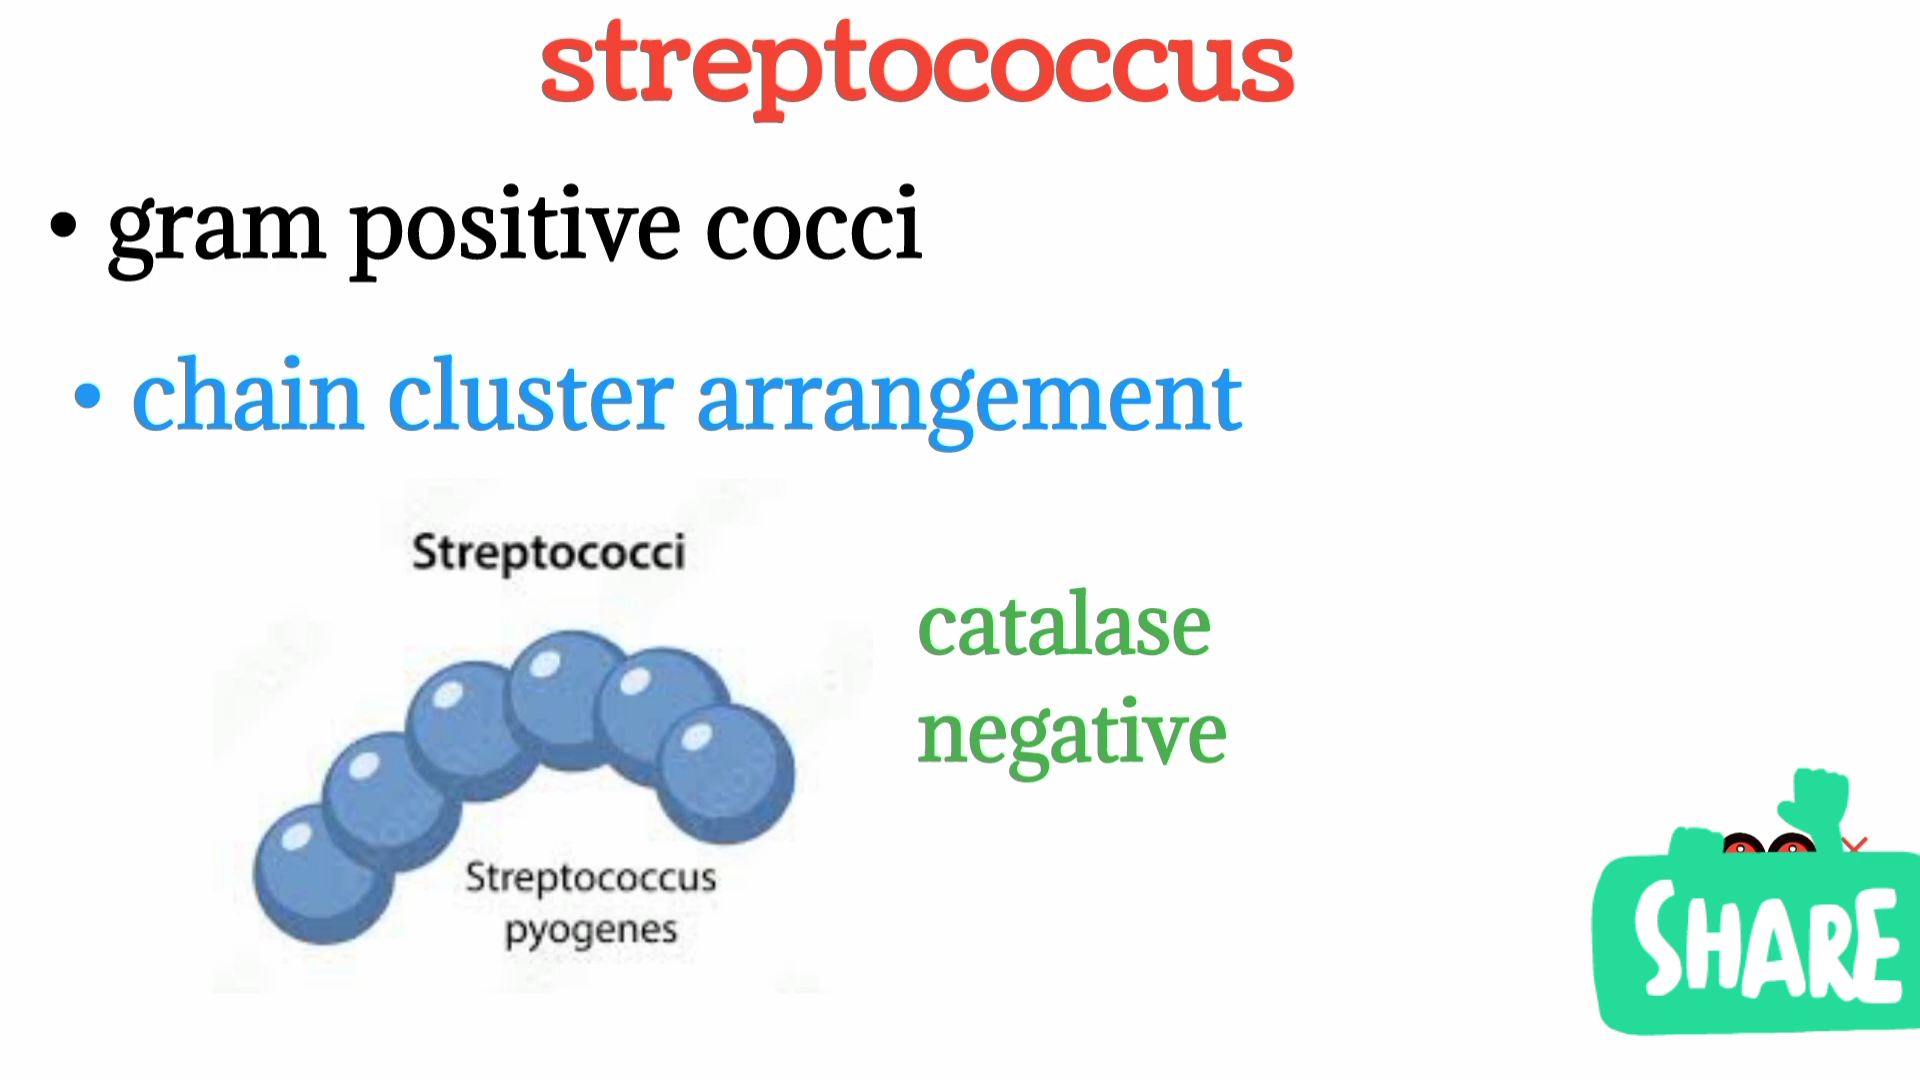 streptococcus
• gram positive cocci
• chain cluster arrangement
Streptococci
catalase
negative
Streptococcus
pyogenes
SHARE